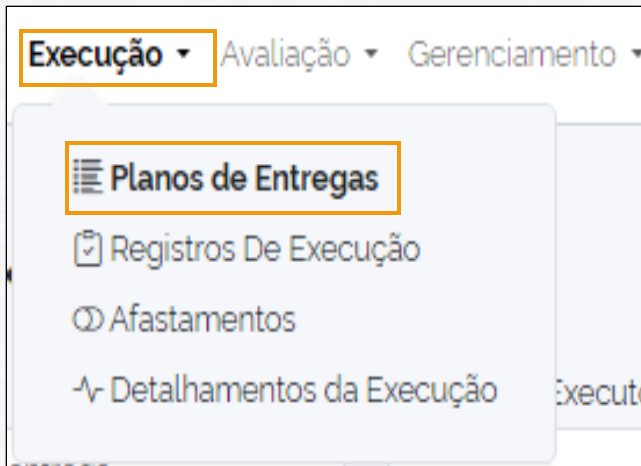 Execução Avaliação Gerenciamento
Planos de Entregas
Registros De Execução
Afastamentos
Detalhamentos da Execução